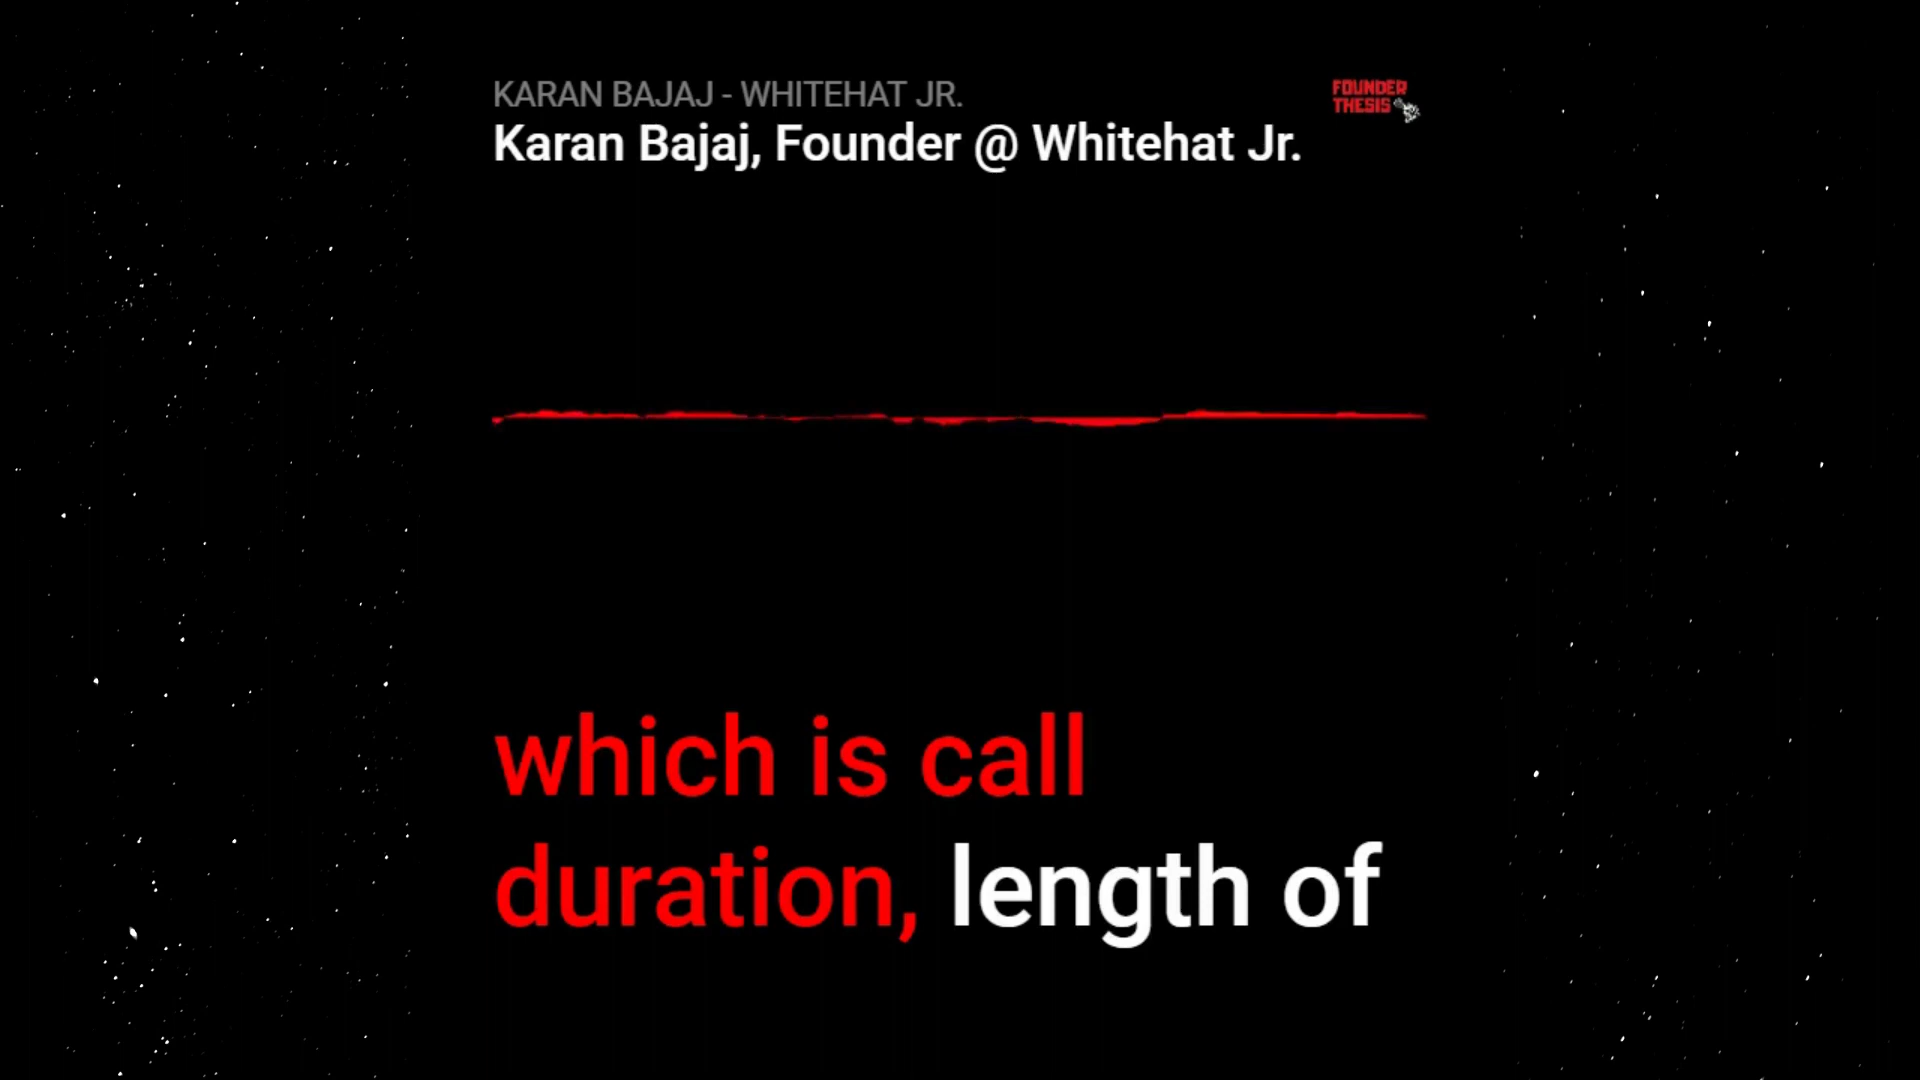 KARAN BAJAJ - WHITEHAT JR.
Karan Bajaj, Founder @ Whitehat Jr.
FOUNDER
THESIS
which is call
duration, length of